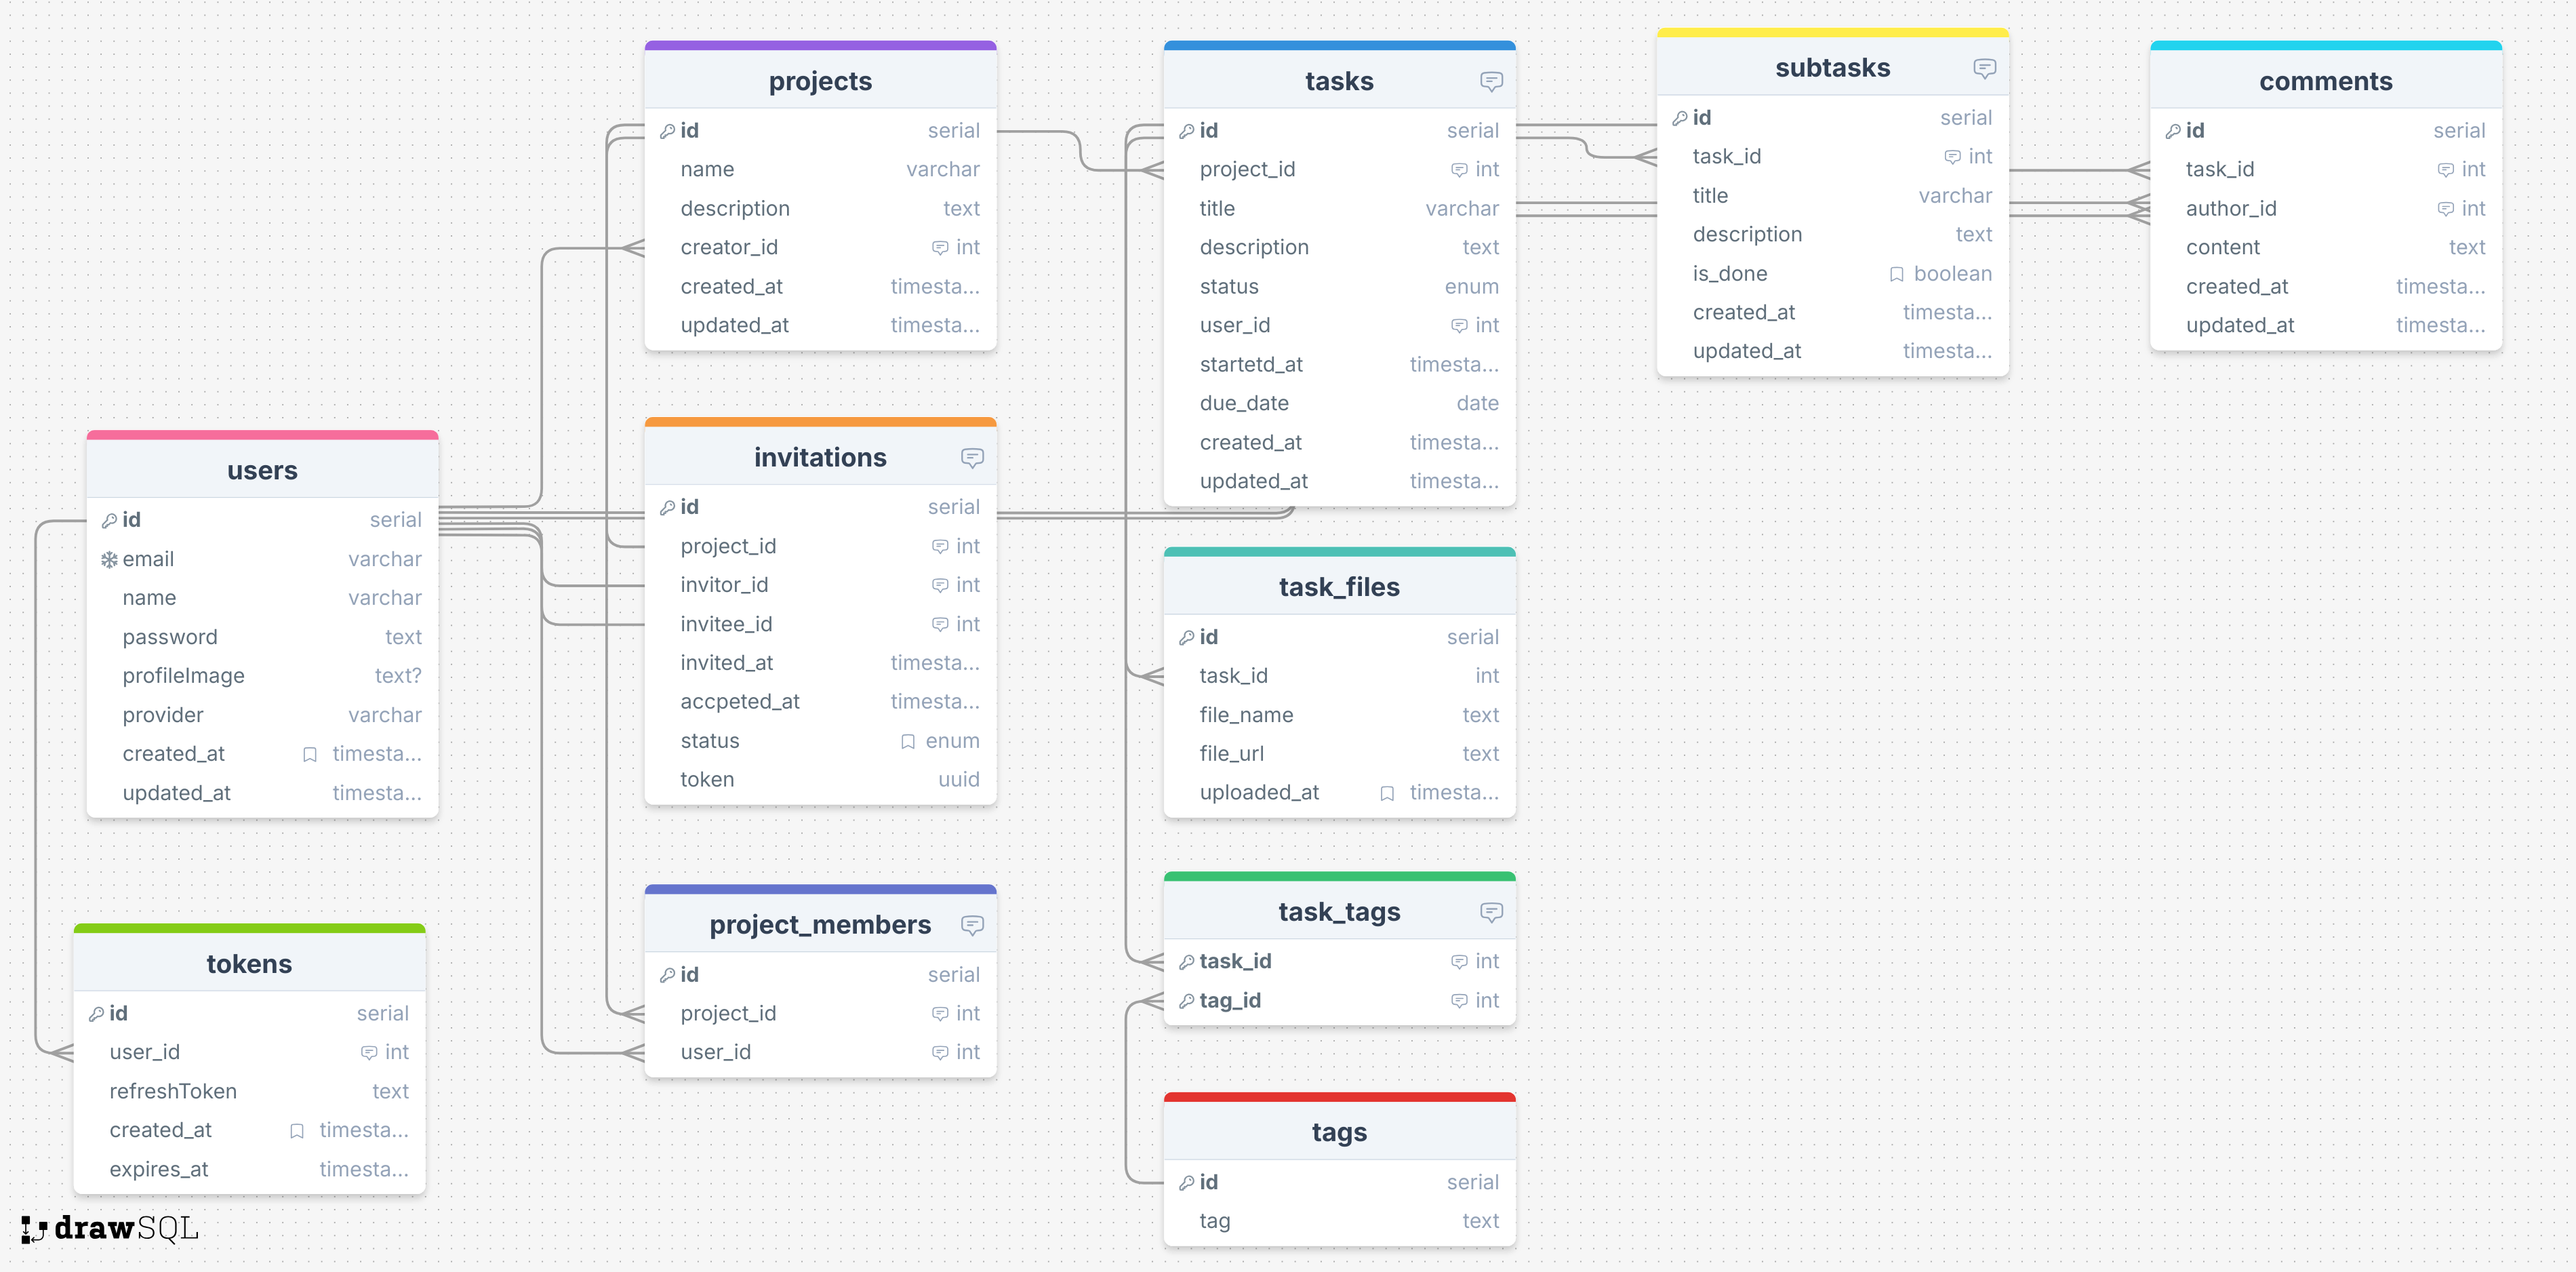 projects
id serial
name varchar
description text
creator_id int
created_at timesta...
updated_at timesta...
tasks
id serial
project_id int
title varchar
description text
status enum
user_id int
startetd_at timesta...
due_date date
created_at timesta...
updated_at timesta...
subtasks
id serial
task_id int
title varchar
description text
is_done boolean
created_at timesta...
updated_at timesta...
comments
id serial
task_id int
author_id int
content text
created_at timesta...
updated_at timesta...
users
id serial
email varchar
name varchar
password text
profileImage text?
provider varchar
created_at timesta...
updated_at timesta...
invitations
id serial
project_id int
invitor_id int
invitee_id int
invited_at timesta...
accpeted_at timesta...
status enum
token uuid
task_files
id serial
task_id int
file_name text
file_url text
uploaded_at timesta...
tokens
id serial
user_id int
refreshToken text
created_at timesta...
expires_at timesta...
project_members
id serial
project_id int
user_id int
task_tags
task_id int
tag_id int
tags
id serial
tag text
drawSQL